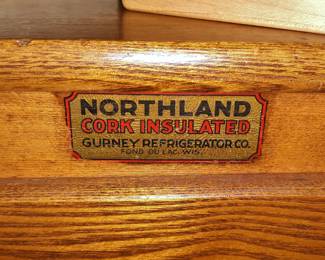 NORTHLAND
CORK INSULATED
GURNEY REFRIGERATOR CO.
FOND DU LAC, WIS.